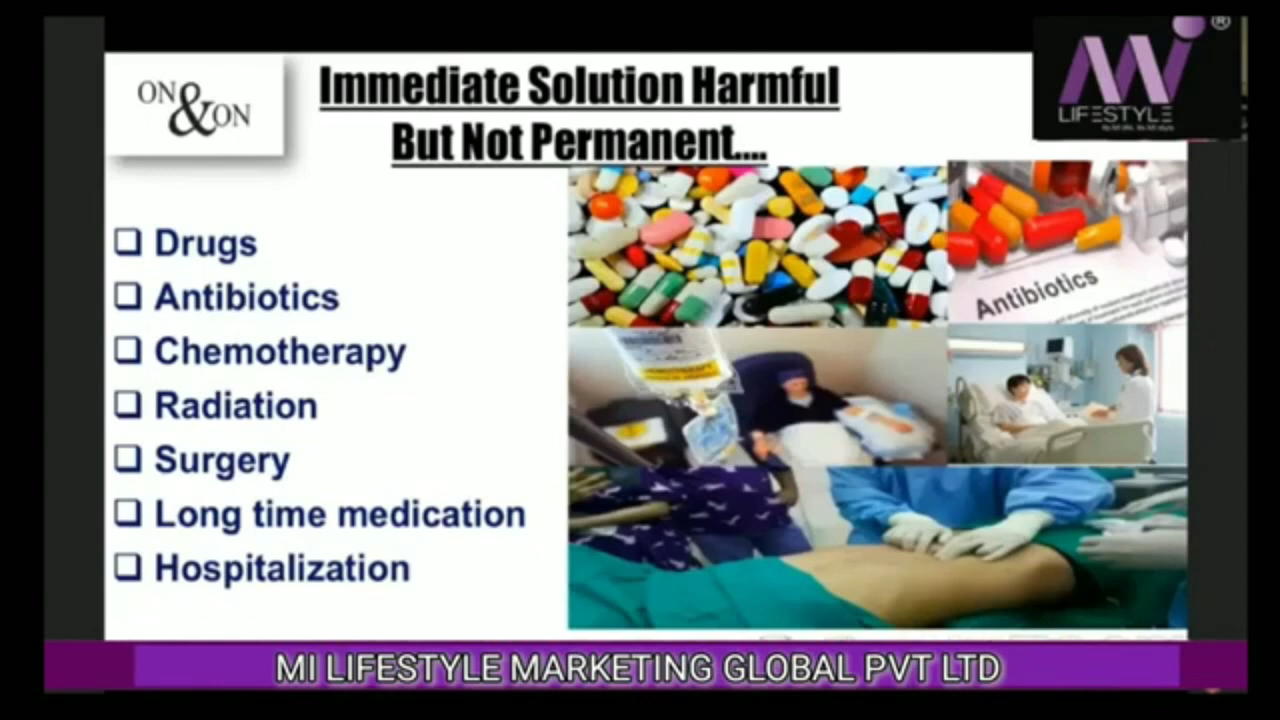 ON & ON
Immediate Solution Harmful
But Not Permanent....
Mi
®
LIFESTYLE
❑ Drugs
❑ Antibiotics
❑ Chemotherapy
❑ Radiation
❑ Surgery
❑ Long time medication
❑ Hospitalization
Antibiotics
MI LIFESTYLE MARKETING GLOBAL PVT LTD